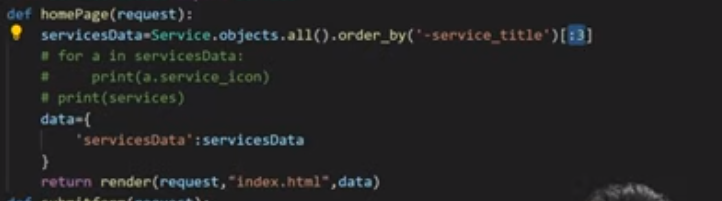 def homePage(request):
servicesData=Service.objects.all().order_by('-service_title')[:3]
# for a in servicesData:
#     print(a.service_icon)
# print(services)
data={
'servicesData':servicesData
}
return render(request,"index.html",data)